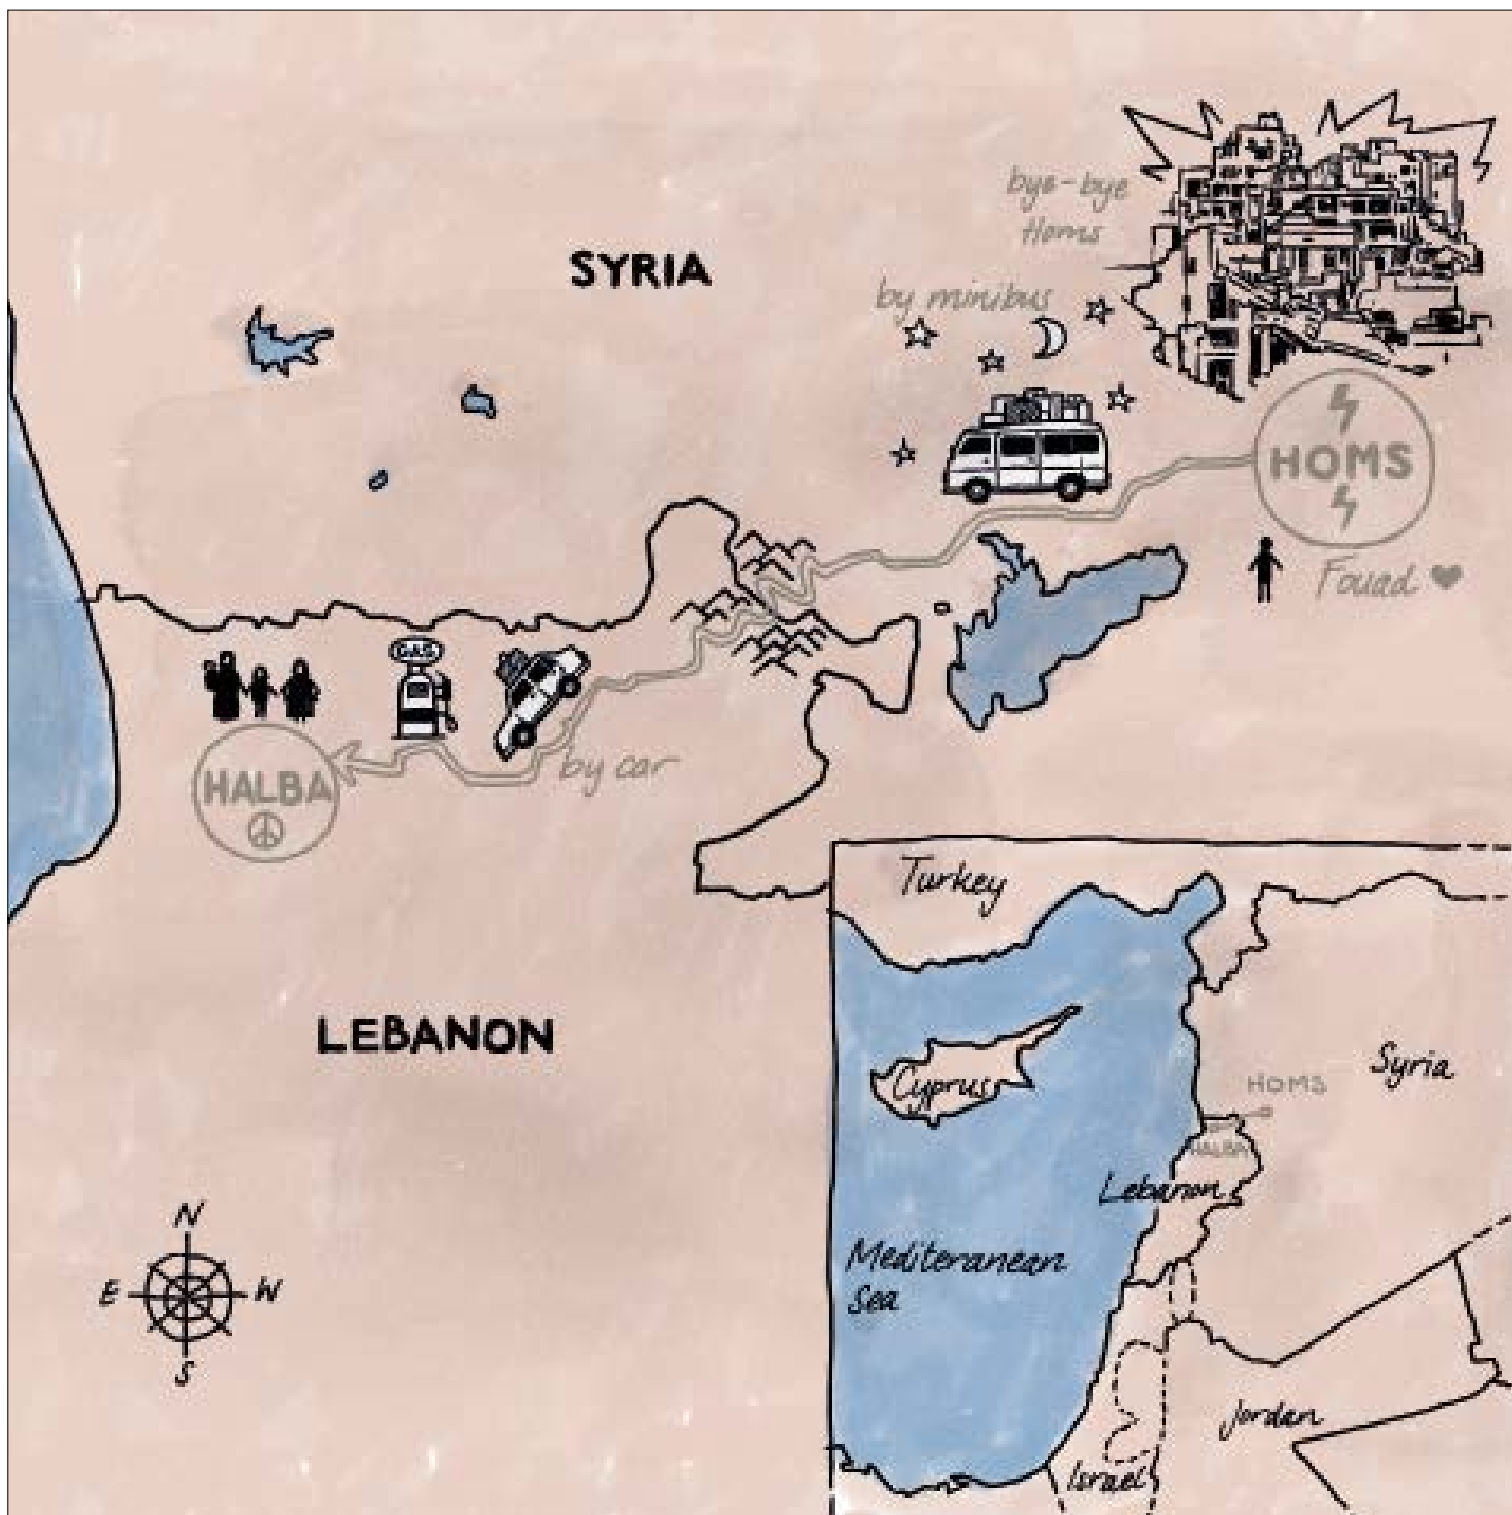 bye-bye
Homs
SYRIA
by minibus
HOMS
Fouad
GAS
by car
HALBA
Turkey
LEBANON
Cyprus
Syria
HOMS
HALBA
Lebanon
N
E W
S
Mediteranean
Sea
Jordan
Israel